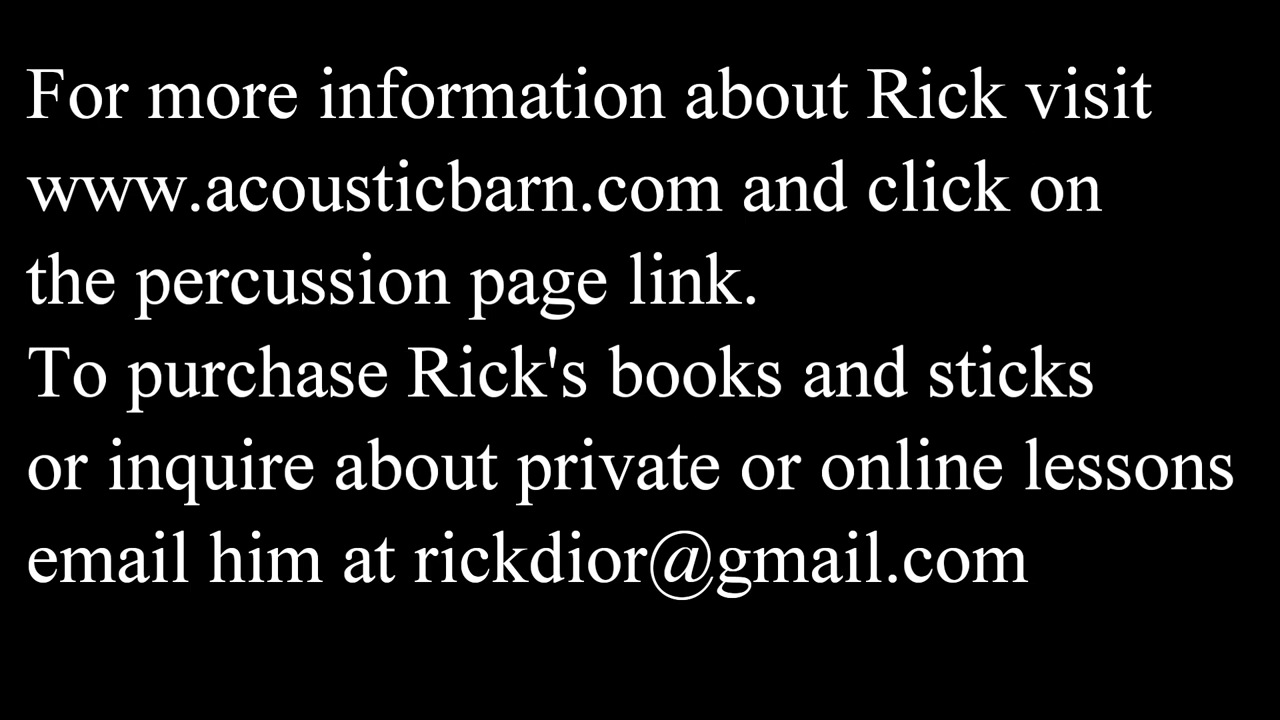 For more information about Rick visit
www.acousticbarn.com and click on
the percussion page link.
To purchase Rick's books and sticks
or inquire about private or online lessons
email him at rickdior@gmail.com